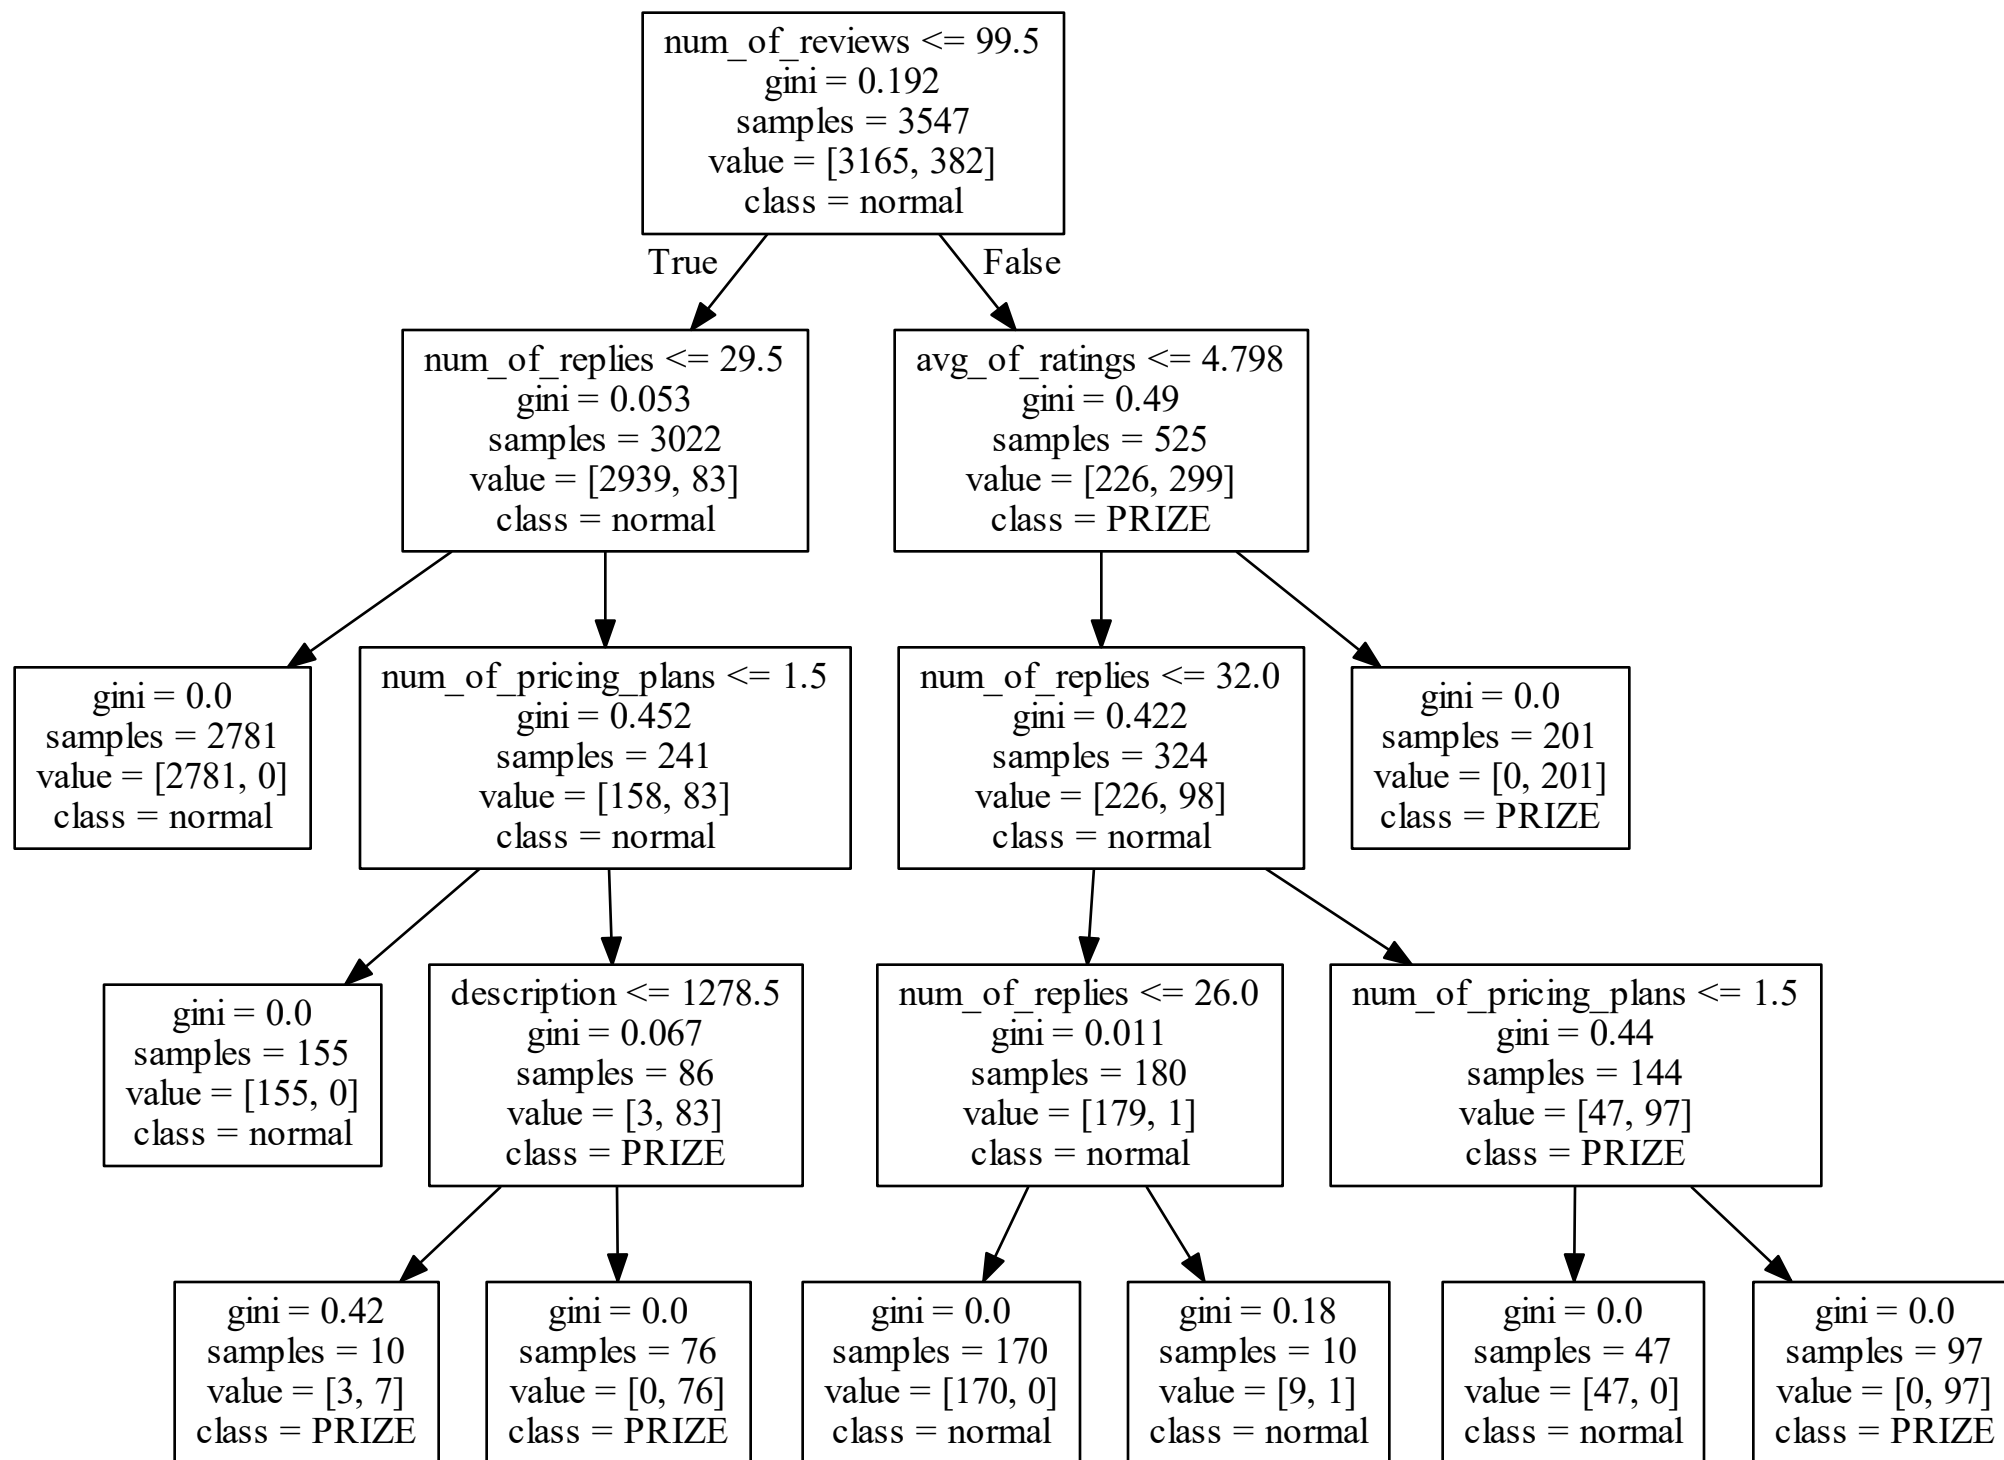 num_of_reviews <= 99.5
gini = 0.192
samples = 3547
value = [3165, 382]
class = normal
True
False
num_of_replies <= 29.5
gini = 0.053
samples = 3022
value = [2939, 83]
class = normal
avg_of_ratings <= 4.798
gini = 0.49
samples = 525
value = [226, 299]
class = PRIZE
gini = 0.0
samples = 2781
value = [2781, 0]
class = normal
num_of_pricing_plans <= 1.5
gini = 0.452
samples = 241
value = [158, 83]
class = normal
num_of_replies <= 32.0
gini = 0.422
samples = 324
value = [226, 98]
class = normal
gini = 0.0
samples = 201
value = [0, 201]
class = PRIZE
gini = 0.0
samples = 155
value = [155, 0]
class = normal
description <= 1278.5
gini = 0.067
samples = 86
value = [3, 83]
class = PRIZE
num_of_replies <= 26.0
gini = 0.011
samples = 180
value = [179, 1]
class = normal
num_of_pricing_plans <= 1.5
gini = 0.44
samples = 144
value = [47, 97]
class = PRIZE
gini = 0.42
samples = 10
value = [3, 7]
class = PRIZE
gini = 0.0
samples = 76
value = [0, 76]
class = PRIZE
gini = 0.0
samples = 170
value = [170, 0]
class = normal
gini = 0.18
samples = 10
value = [9, 1]
class = normal
gini = 0.0
samples = 47
value = [47, 0]
class = normal
gini = 0.0
samples = 97
value = [0, 97]
class = PRIZE